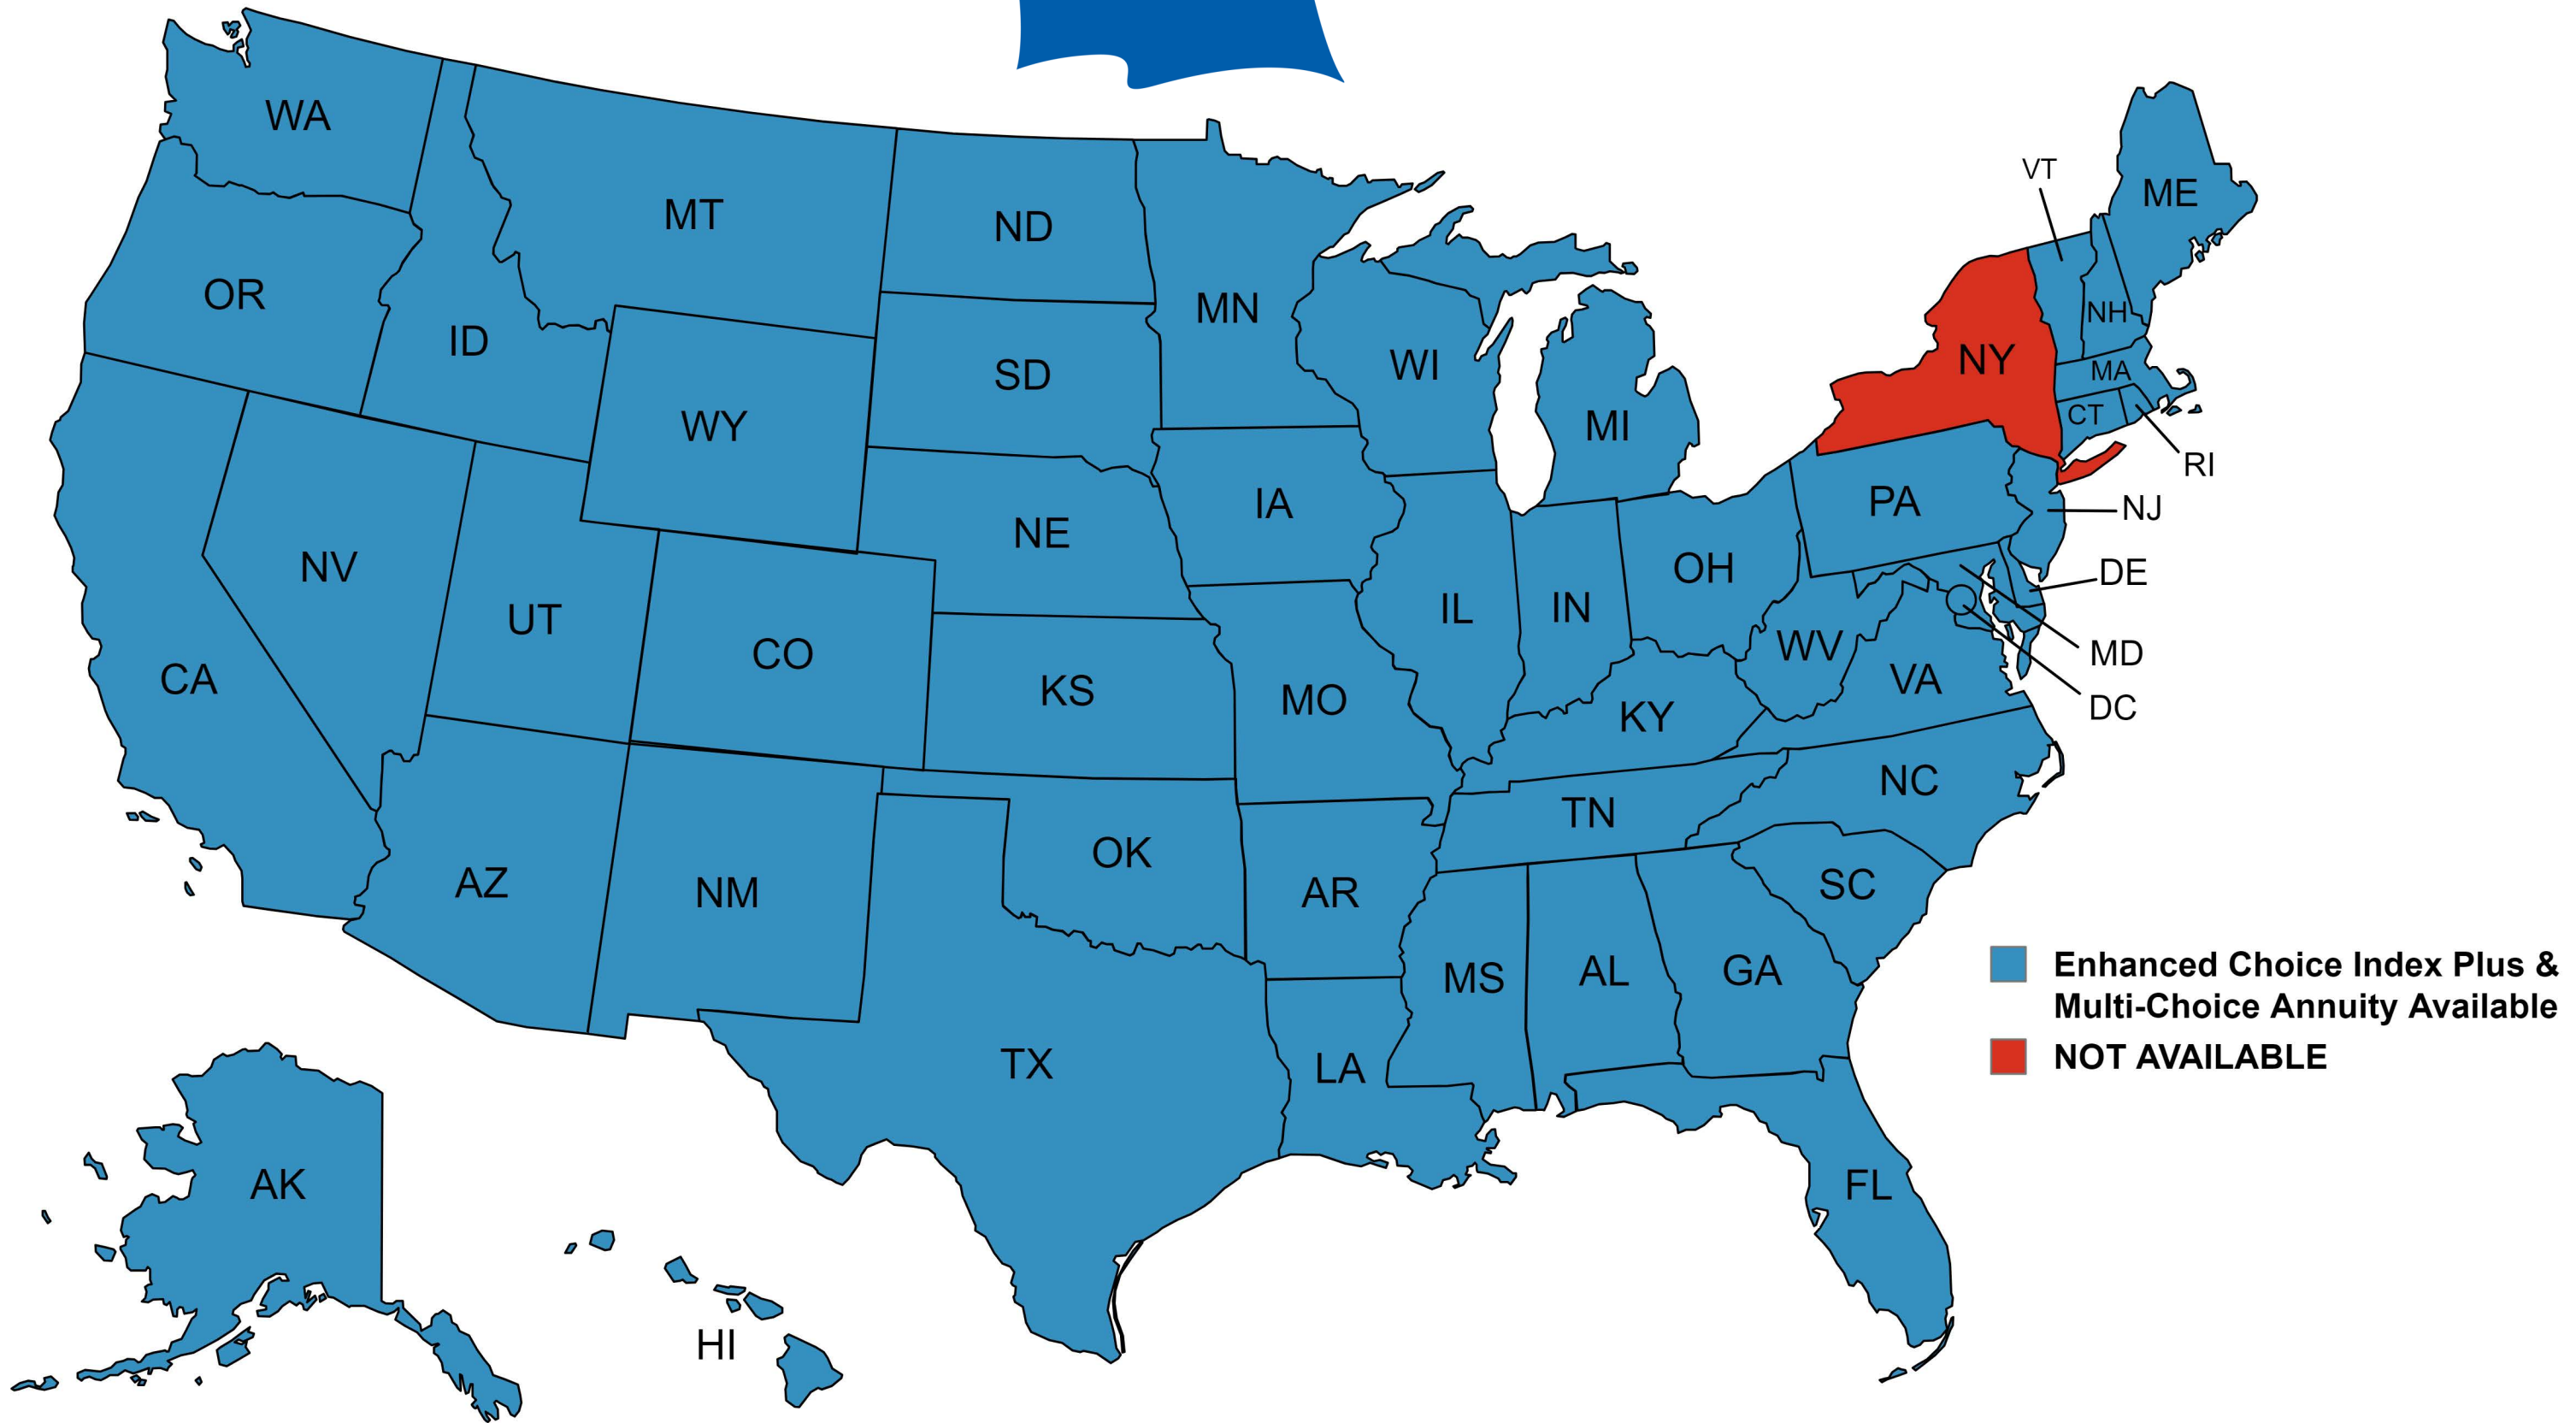 WA
MT
ND
MN
VT
ME
OR
ID
SD
WI
NH
NY
MA
WY
MI
CT
RI
IA
PA
NJ
NE
NV
OH
DE
UT
IL
IN
CO
WV
MD
CA
KS
MO
VA
DC
KY
NC
TN
OK
AZ
NM
AR
SC
MS
AL
GA
Enhanced Choice Index Plus &
Multi-Choice Annuity Available
TX
LA
NOT AVAILABLE
AK
FL
HI